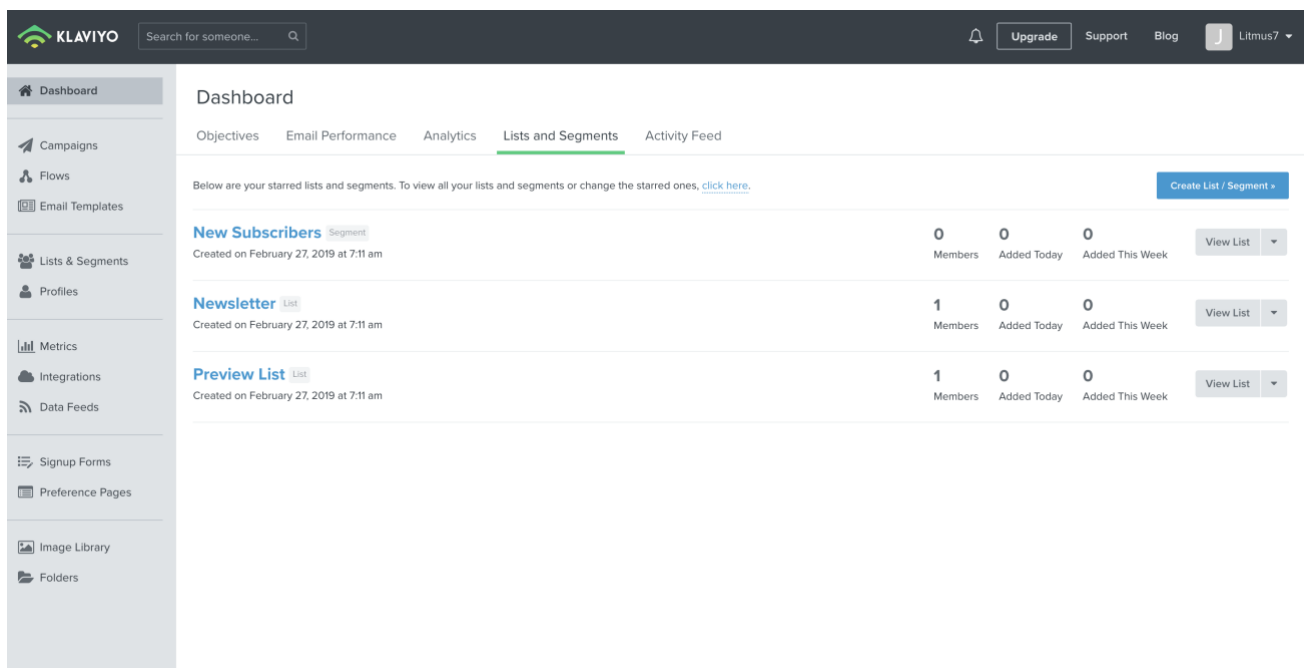 KLAVIYO Search for someone... Upgrade Support Blog J Litmus7
Dashboard
Campaigns
Flows
Email Templates
Lists & Segments
Profiles
Metrics
Integrations
Data Feeds
Signup Forms
Preference Pages
Image Library
Folders
Dashboard
Objectives Email Performance Analytics Lists and Segments Activity Feed
Below are your starred lists and segments. To view all your lists and segments or change the starred ones, click here. Create List / Segment »
New Subscribers Segment
Created on February 27, 2019 at 7:11 am
0 0 0
Members Added Today Added This Week
View List
Newsletter List
Created on February 27, 2019 at 7:11 am
1 0 0
Members Added Today Added This Week
View List
Preview List List
Created on February 27, 2019 at 7:11 am
1 0 0
Members Added Today Added This Week
View List